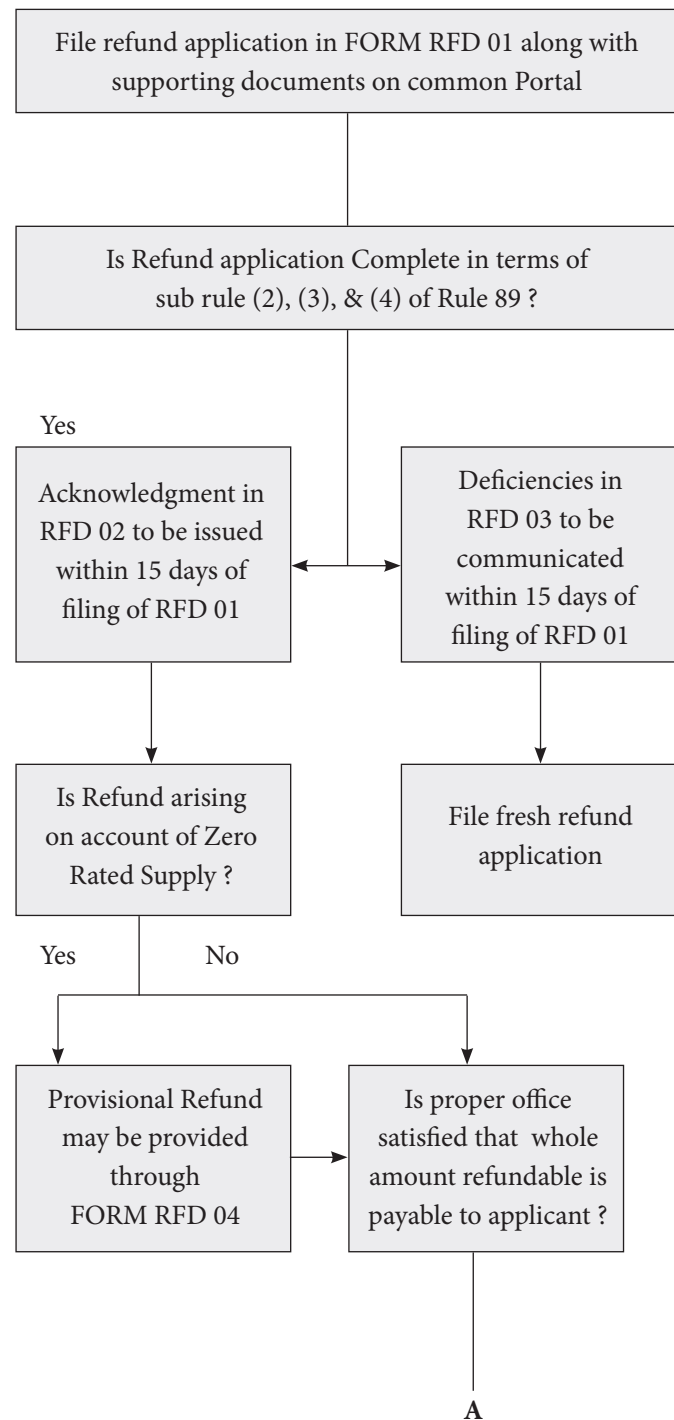 File refund application in FORM RFD 01 along with
supporting documents on common Portal
Is Refund application Complete in terms of
sub rule (2), (3), & (4) of Rule 89 ?
Yes
Acknowledgment in
RFD 02 to be issued
within 15 days of
filing of RFD 01
Deficiencies in
RFD 03 to be
communicated
within 15 days of
filing of RFD 01
Is Refund arising
on account of Zero
Rated Supply ?
File fresh refund
application
Yes
No
Provisional Refund
may be provided
through
FORM RFD 04
Is proper office
satisfied that whole
amount refundable is
payable to applicant ?
A